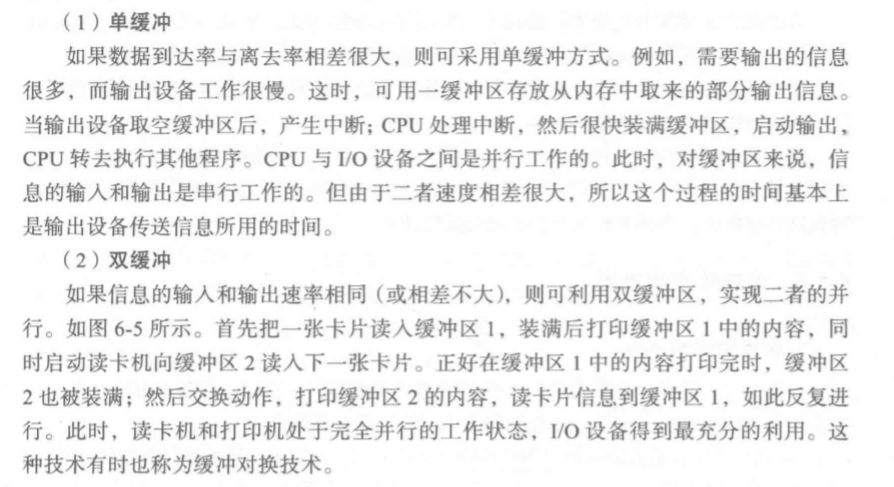 （1）单缓冲
如果数据到达率与离去率相差很大，则可采用单缓冲方式。例如，需要输出的信息
很多，而输出设备工作很慢。这时，可用一缓冲区存放从内存中取来的部分输出信息。
当输出设备取空缓冲区后，产生中断；CPU 处理中断，然后很快装满缓冲区，启动输出，
CPU 转去执行其他程序。CPU 与 I/O 设备之间是并行工作的。此时，对缓冲区来说，信
息的输入和输出是串行工作的。但由于二者速度相差很大，所以这个过程的时间基本上
是输出设备传送信息所用的时间。
（2）双缓冲
如果信息的输入和输出速率相同（或相差不大），则可利用双缓冲区，实现二者的并
行。如图 6-5 所示。首先把一张卡片读入缓冲区 1，装满后打印缓冲区 1 中的内容，同
时启动读卡机向缓冲区 2 读入下一张卡片。正好在缓冲区 1 中的内容打印完时，缓冲区
2 也被装满；然后交换动作，打印缓冲区 2 的内容，读卡片信息到缓冲区 1，如此反复进
行。此时，读卡机和打印机处于完全并行的工作状态，I/O 设备得到最充分的利用。这
种技术有时也称为缓冲对换技术。